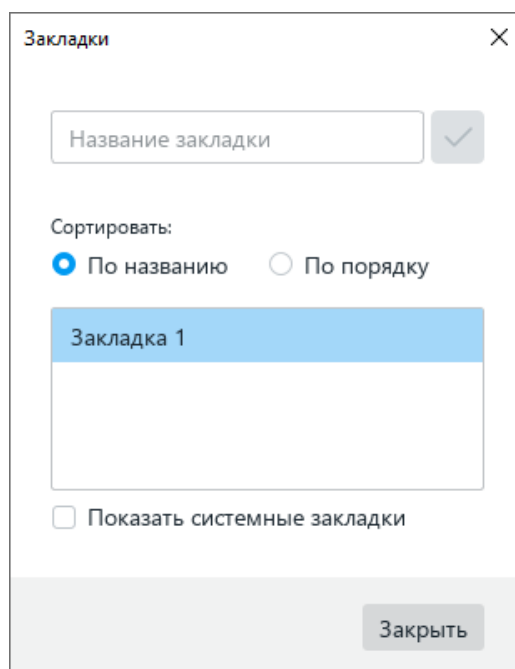 Закладки
Название закладки
Сортировать:
По названию По порядку
Закладка 1
Показать системные закладки
Закрыть